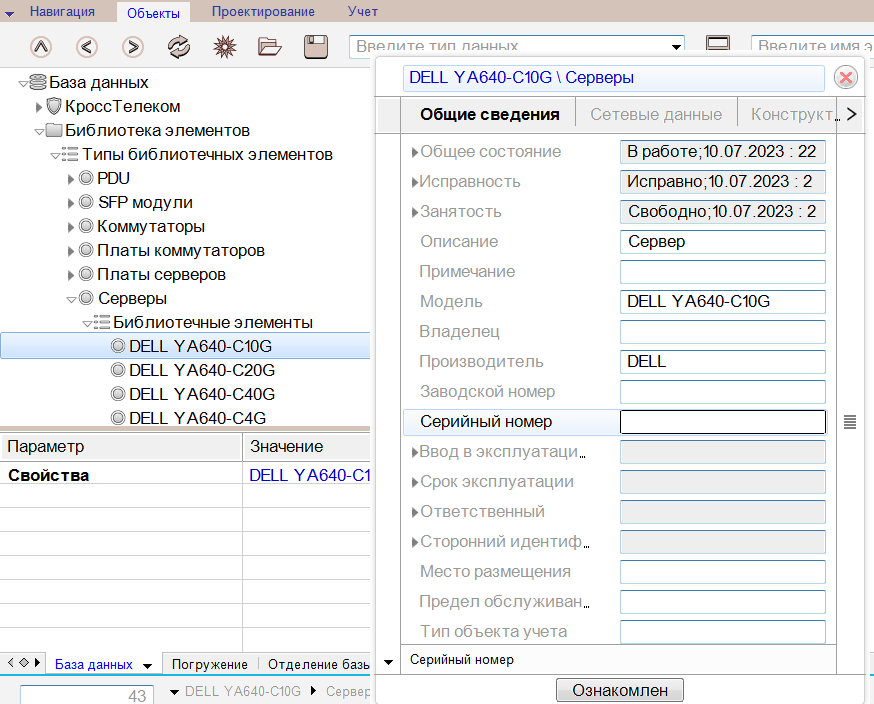 Навигация Объекты Проектирование Учет
Введите тип данных Введите имя э
База данных
КроссТелеком
Библиотека элементов
Типы библиотечных элементов
PDU
SFP модули
Коммутаторы
Платы коммутаторов
Платы серверов
Серверы
Библиотечные элементы
DELL YA640-C10G
DELL YA640-C20G
DELL YA640-C40G
DELL YA640-C4G
Параметр Значение
Свойства DELL YA640-C1
База данных Погружение Отделение базы
43 DELL YA640-C10G Сервер
DELL YA640-C10G \ Серверы
Общие сведения Сетевые данные Конструкт...
Общее состояние В работе;10.07.2023 : 22
Исправность Исправно;10.07.2023 : 2
Занятость Свободно;10.07.2023 : 2
Описание Сервер
Примечание
Модель DELL YA640-C10G
Владелец
Производитель DELL
Заводской номер
Серийный номер
Ввод в эксплуатаци...
Срок эксплуатации
Ответственный
Сторонний идентиф...
Место размещения
Предел обслуживан...
Тип объекта учета
Серийный номер
Ознакомлен